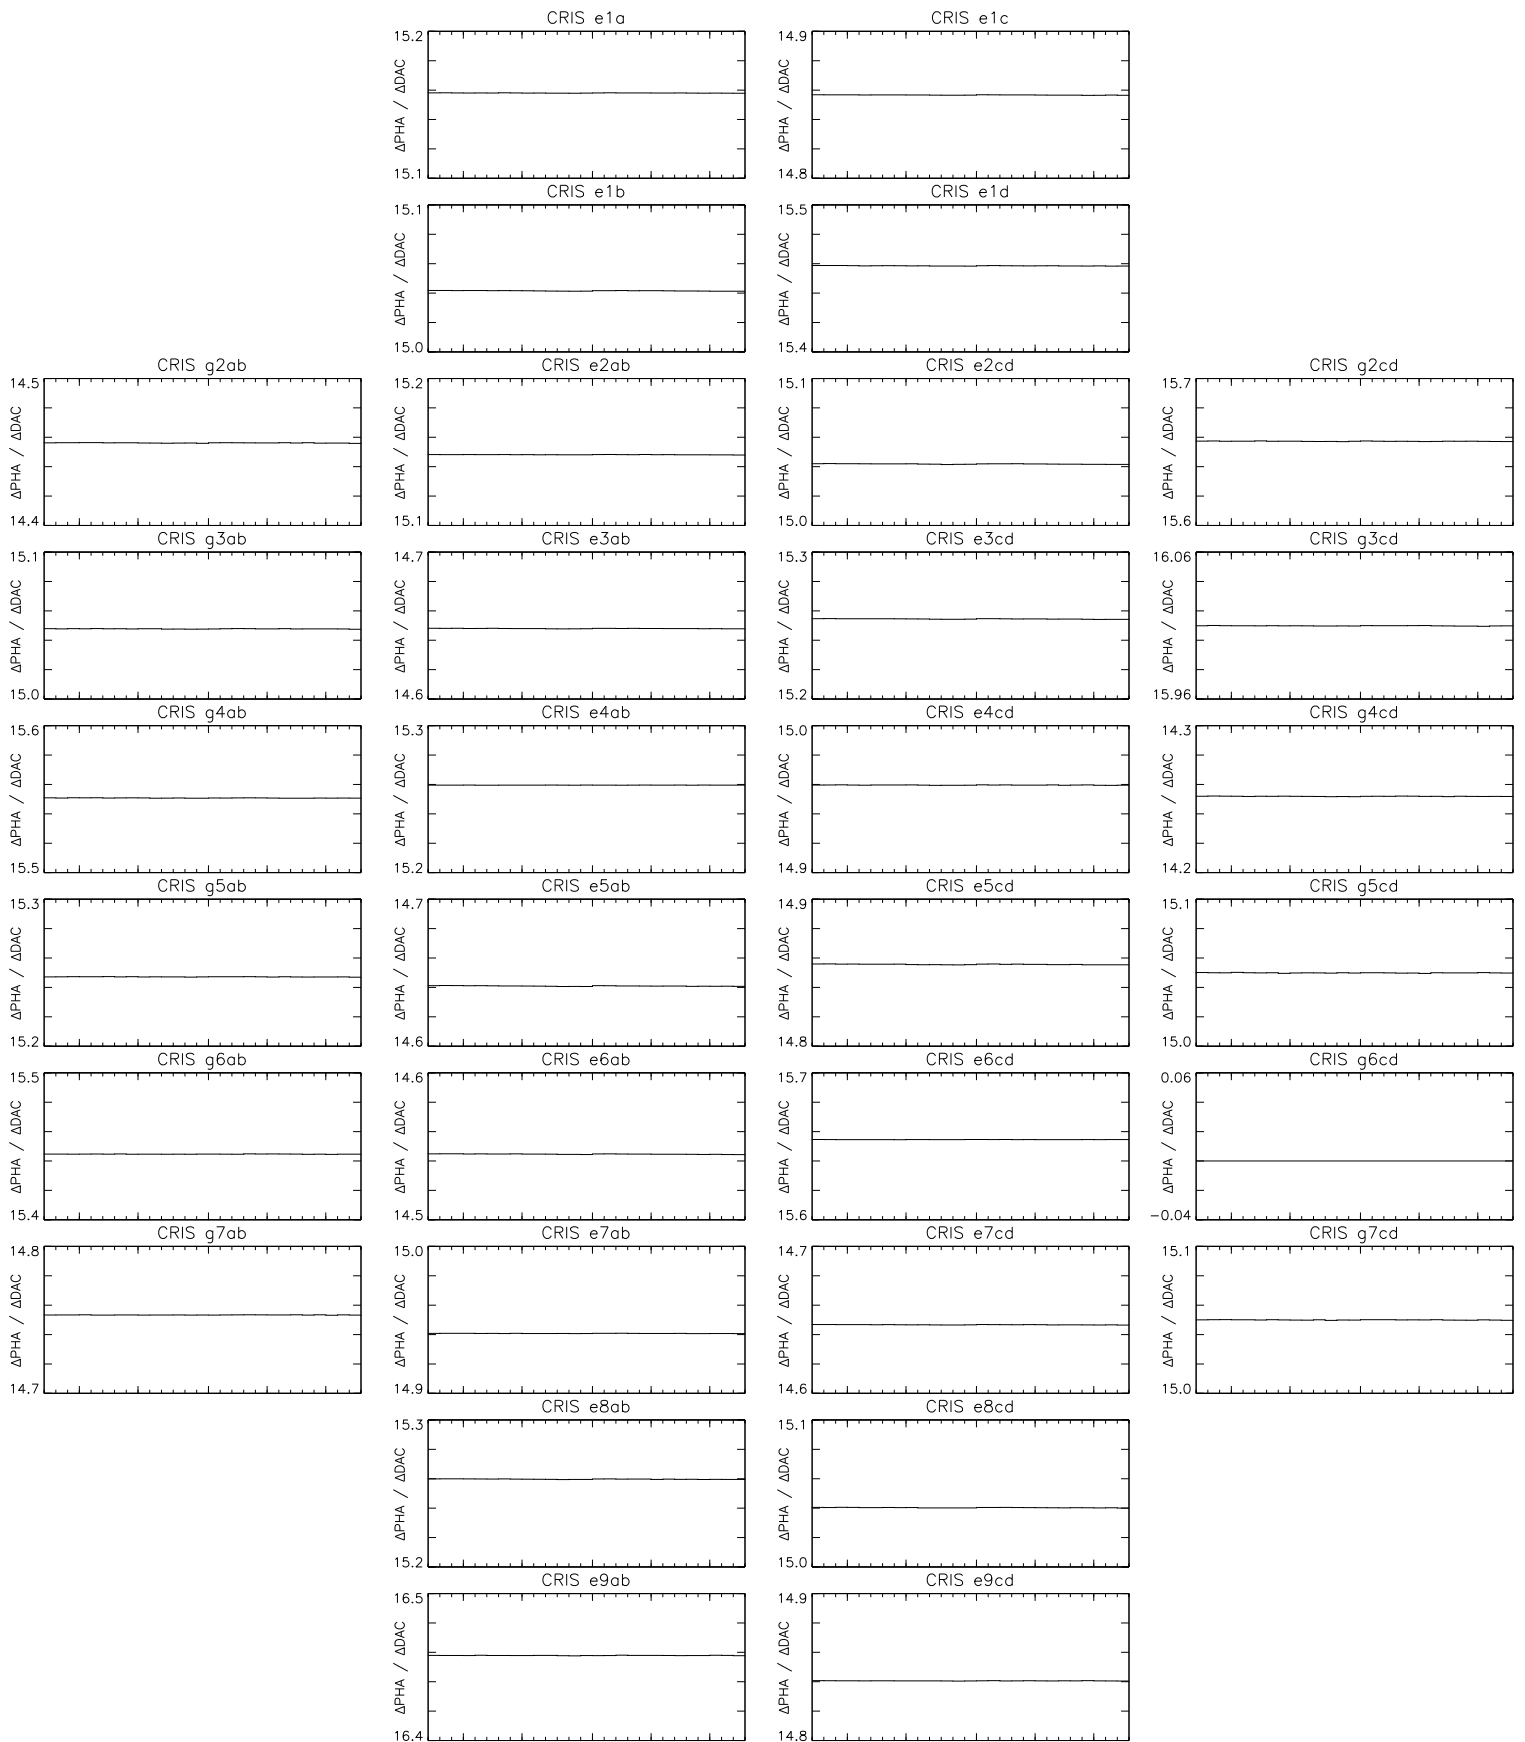 CRIS e1a
15.2
ΔPHA / ΔDAC
15.1
CRIS e1c
14.9
ΔPHA / ΔDAC
14.8
CRIS e1b
15.1
ΔPHA / ΔDAC
15.0
CRIS e1d
15.5
ΔPHA / ΔDAC
15.4
CRIS g2ab
14.5
ΔPHA / ΔDAC
14.4
CRIS e2ab
15.2
ΔPHA / ΔDAC
15.1
CRIS e2cd
15.1
ΔPHA / ΔDAC
15.0
CRIS g2cd
15.7
ΔPHA / ΔDAC
15.6
CRIS g3ab
15.1
ΔPHA / ΔDAC
15.0
CRIS e3ab
14.7
ΔPHA / ΔDAC
14.6
CRIS e3cd
15.3
ΔPHA / ΔDAC
15.2
CRIS g3cd
16.06
ΔPHA / ΔDAC
15.96
CRIS g4ab
15.6
ΔPHA / ΔDAC
15.5
CRIS e4ab
15.3
ΔPHA / ΔDAC
15.2
CRIS e4cd
15.0
ΔPHA / ΔDAC
14.9
CRIS g4cd
14.3
ΔPHA / ΔDAC
14.2
CRIS g5ab
15.3
ΔPHA / ΔDAC
15.2
CRIS e5ab
14.7
ΔPHA / ΔDAC
14.6
CRIS e5cd
14.9
ΔPHA / ΔDAC
14.8
CRIS g5cd
15.1
ΔPHA / ΔDAC
15.0
CRIS g6ab
15.5
ΔPHA / ΔDAC
15.4
CRIS e6ab
14.6
ΔPHA / ΔDAC
14.5
CRIS e6cd
15.7
ΔPHA / ΔDAC
15.6
CRIS g6cd
0.06
ΔPHA / ΔDAC
−0.04
CRIS g7ab
14.8
ΔPHA / ΔDAC
14.7
CRIS e7ab
15.0
ΔPHA / ΔDAC
14.9
CRIS e7cd
14.7
ΔPHA / ΔDAC
14.6
CRIS g7cd
15.1
ΔPHA / ΔDAC
15.0
CRIS e8ab
15.3
ΔPHA / ΔDAC
15.2
CRIS e8cd
15.1
ΔPHA / ΔDAC
15.0
CRIS e9ab
16.5
ΔPHA / ΔDAC
16.4
CRIS e9cd
14.9
ΔPHA / ΔDAC
14.8